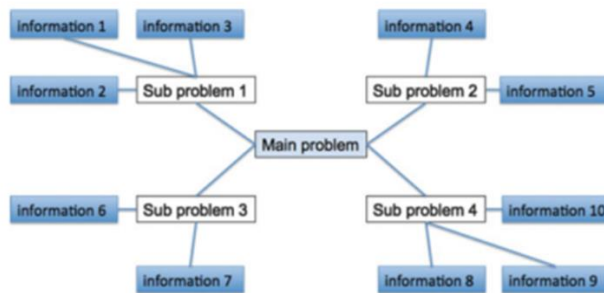 information 1
information 3
information 4
information 2
Sub problem 1
Sub problem 2
information 5
Main problem
information 6
Sub problem 3
Sub problem 4
information 10
information 7
information 8
information 9